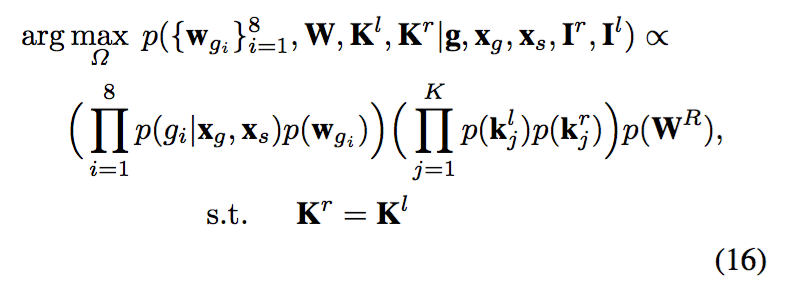 arg max_Ω p({w_{g_i}}_{i=1}^8, W, K^l, K^r|g, x_g, x_s, I^r, I^l) ∝
(∏_{i=1}^{8} p(g_i|x_g, x_s)p(w_{g_i}))(∏_{j=1}^{K} p(k_j^l)p(k_j^r))p(W^R),
s.t. K^r = K^l
(16)